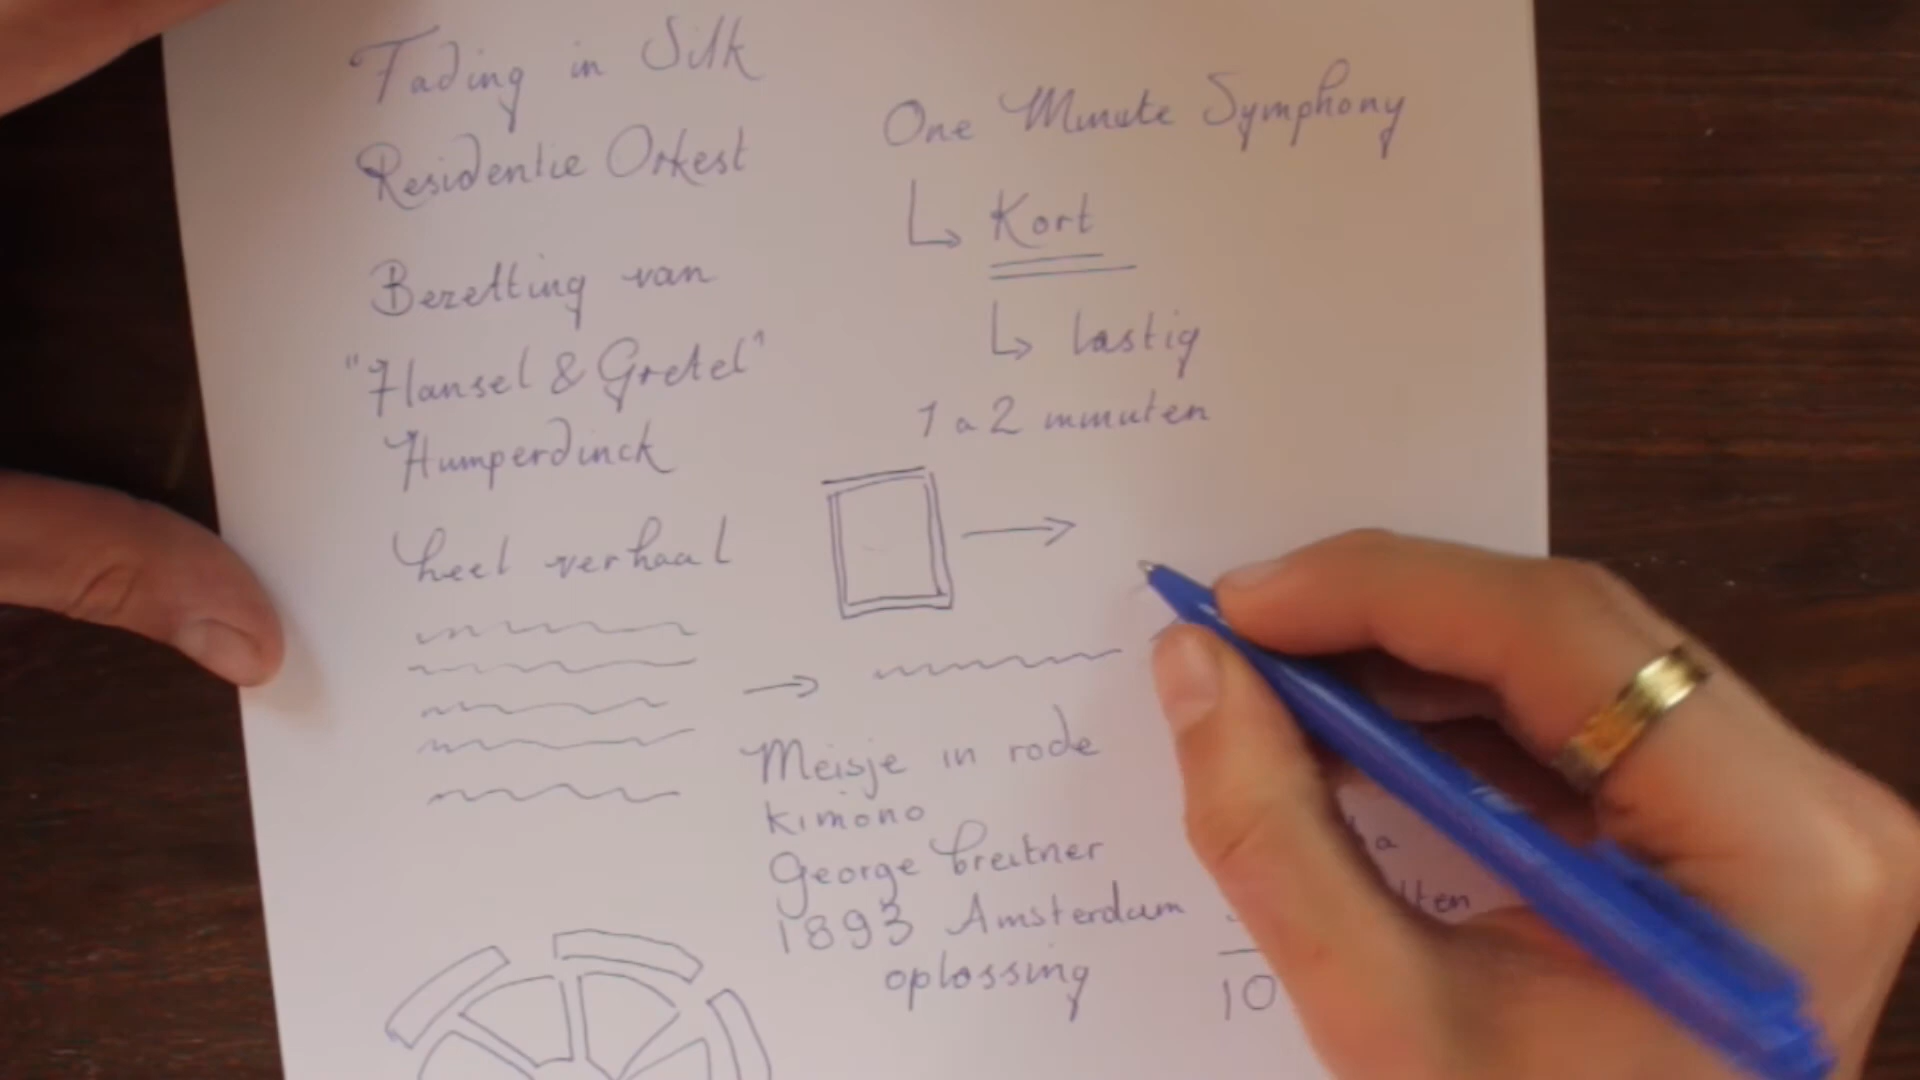 Fading in Silk
Residentie Orkest
Bezetting van
"Hansel & Gretel"
Humperdinck
heel verhaal
One Minute Symphony
Kort
lastig
1 a 2 minuten
Meisje in rode
kimono
George breitner
1893 Amsterdam
oplossing
10